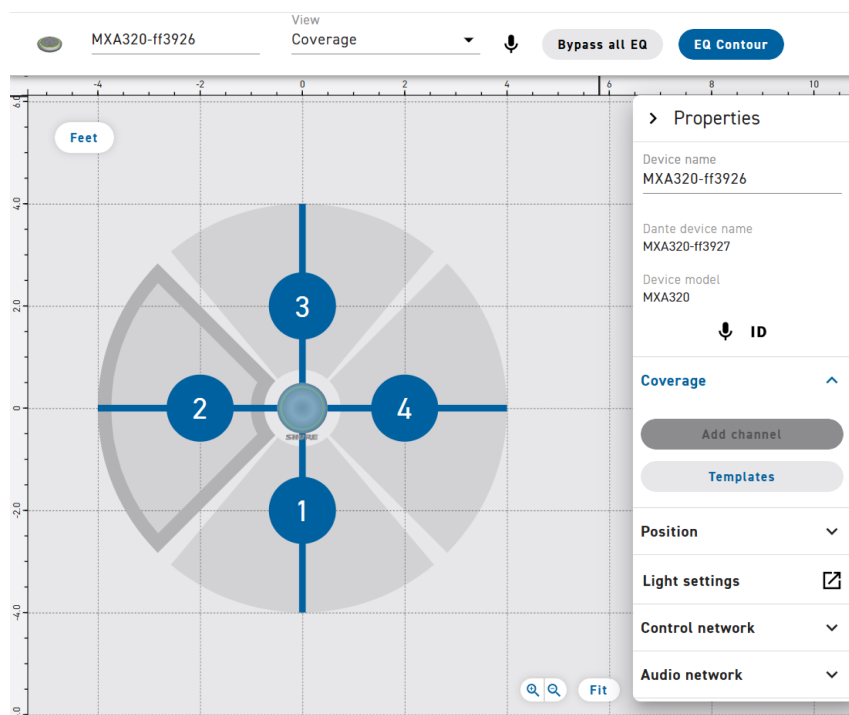 View
MXA320-ff3926
Coverage
Bypass all EQ
EQ Contour
-4 -2 0 2 4 6 8 10
6.0
4.0
2.0
0
-2.0
-4.0
Feet
3
2
4
SHURE
1
Fit
Properties
Device name
MXA320-ff3926
Dante device name
MXA320-ff3927
Device model
MXA320
ID
Coverage
Add channel
Templates
Position
Light settings
Control network
Audio network